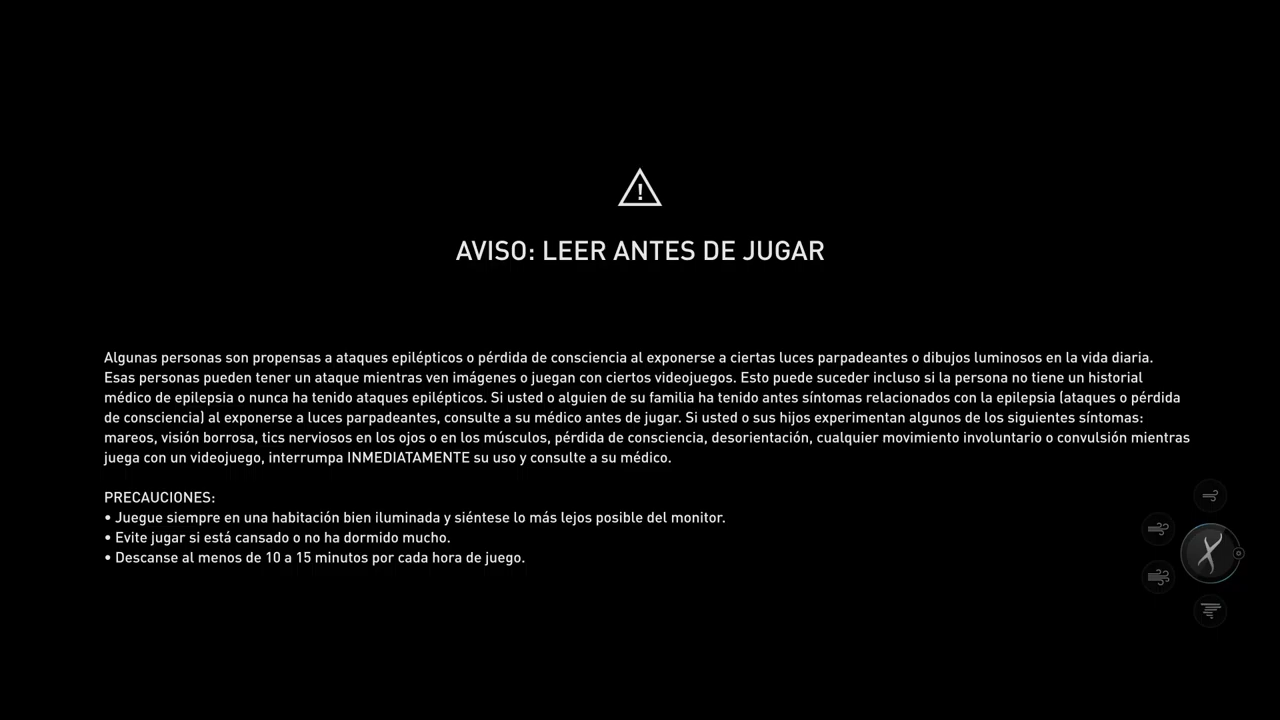 AVISO: LEER ANTES DE JUGAR
Algunas personas son propensas a ataques epilépticos o pérdida de consciencia al exponerse a ciertas luces parpadeantes o dibujos luminosos en la vida diaria.
Esas personas pueden tener un ataque mientras ven imágenes o juegan con ciertos videojuegos. Esto puede suceder incluso si la persona no tiene un historial
médico de epilepsia o nunca ha tenido ataques epilépticos. Si usted o alguien de su familia ha tenido antes síntomas relacionados con la epilepsia (ataques o pérdida
de consciencia) al exponerse a luces parpadeantes, consulte a su médico antes de jugar. Si usted o sus hijos experimentan algunos de los siguientes síntomas:
mareos, visión borrosa, tics nerviosos en los ojos o en los músculos, pérdida de consciencia, desorientación, cualquier movimiento involuntario o convulsión mientras
juega con un videojuego, interrumpa INMEDIATAMENTE su uso y consulte a su médico.
PRECAUCIONES:
• Juegue siempre en una habitación bien iluminada y siéntese lo más lejos posible del monitor.
• Evite jugar si está cansado o no ha dormido mucho.
• Descanse al menos de 10 a 15 minutos por cada hora de juego.